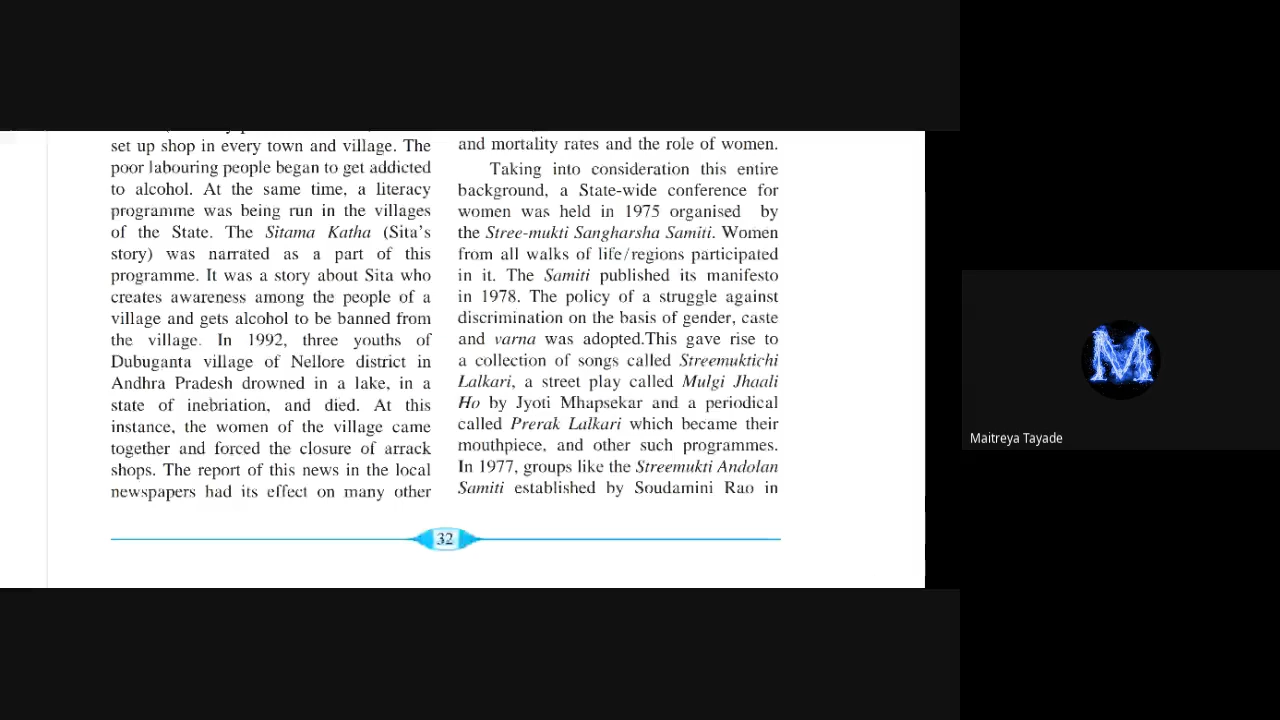 set up shop in every town and village. The
poor labouring people began to get addicted
to alcohol. At the same time, a literacy
programme was being run in the villages
of the State. The Sitama Katha (Sita's
story) was narrated as a part of this
programme. It was a story about Sita who
creates awareness among the people of a
village and gets alcohol to be banned from
the village. In 1992, three youths of
Dubuganta village of Nellore district in
Andhra Pradesh drowned in a lake, in a
state of inebriation, and died. At this
instance, the women of the village came
together and forced the closure of arrack
shops. The report of this news in the local
newspapers had its effect on many other
and mortality rates and the role of women.
Taking into consideration this entire
background, a State-wide conference for
women was held in 1975 organised by
the Stree-mukti Sangharsha Samiti. Women
from all walks of life/regions participated
in it. The Samiti published its manifesto
in 1978. The policy of a struggle against
discrimination on the basis of gender, caste
and varna was adopted.This gave rise to
a collection of songs called Streemuktichi
Lalkari, a street play called Mulgi Jhaali
Ho by Jyoti Mhapsekar and a periodical
called Prerak Lalkari which became their
mouthpiece, and other such programmes.
In 1977, groups like the Streemukti Andolan
Samiti established by Soudamini Rao in
32
M
Maitreya Tayade